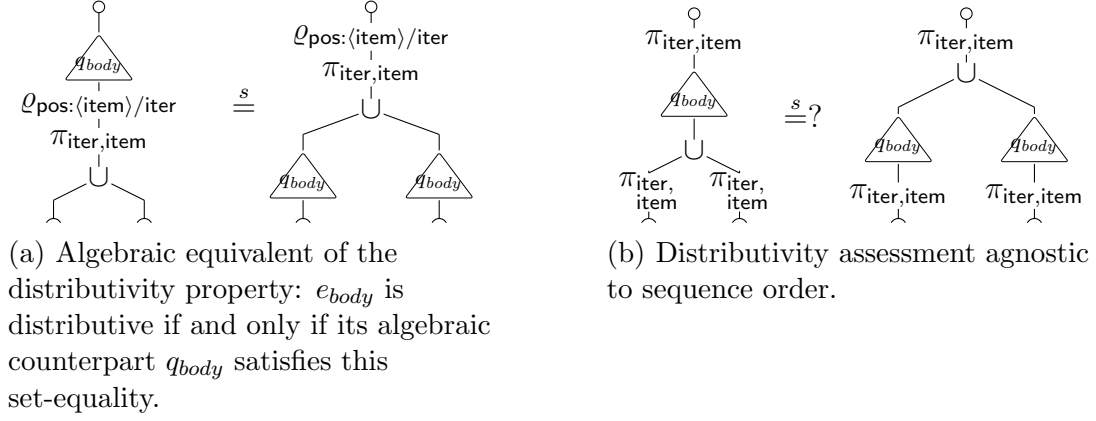 q_body
ϱ_pos:⟨item⟩/iter
π_iter,item
∪
s
=
ϱ_pos:⟨item⟩/iter
π_iter,item
∪
q_body q_body
(a) Algebraic equivalent of the
distributivity property: e_body is
distributive if and only if its algebraic
counterpart q_body satisfies this
set-equality.
π_iter,item
q_body
∪
π_iter, π_iter,
item item
s
=?
π_iter,item
∪
q_body q_body
π_iter,item π_iter,item
(b) Distributivity assessment agnostic
to sequence order.